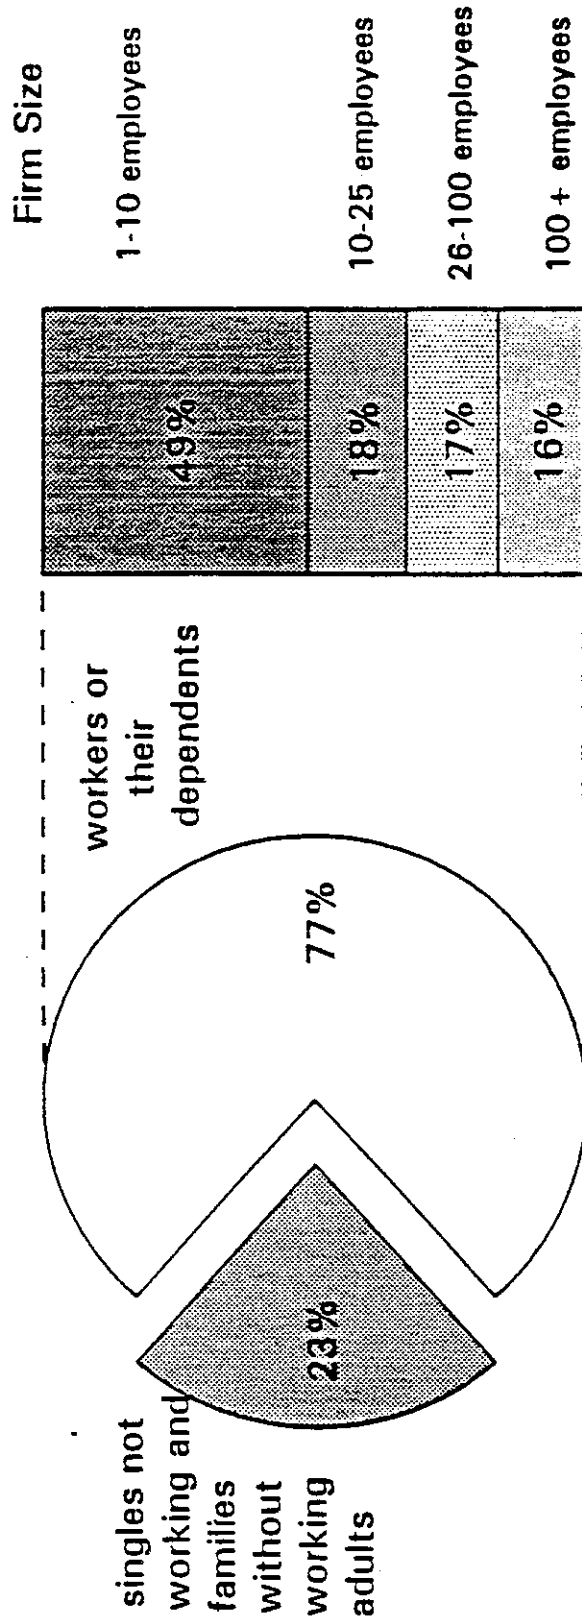 singles not
working and
families
without
working
adults
23%
77%
workers or
their
dependents
Firm Size
49%
1-10 employees
18%
10-25 employees
17%
26-100 employees
16%
100+ employees